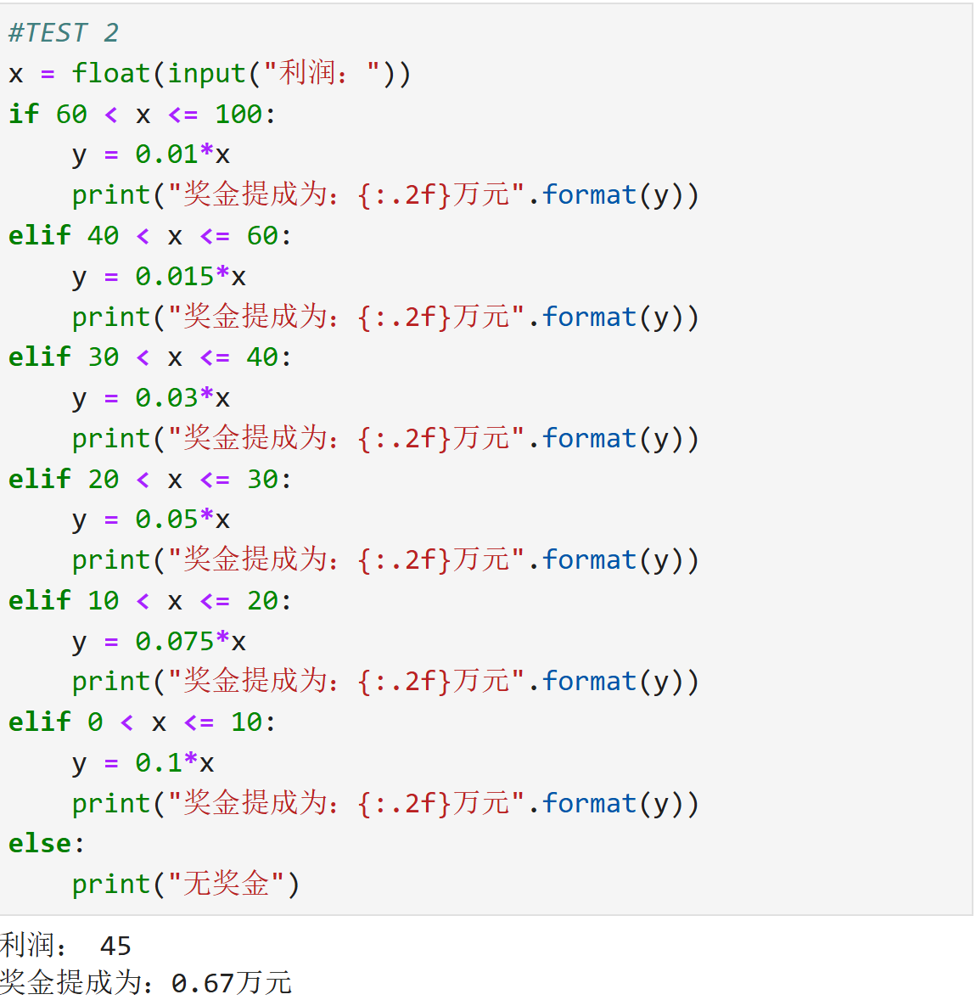 #TEST 2
x = float(input("利润："))
if 60 < x <= 100:
    y = 0.01*x
    print("奖金提成为：{:.2f}万元".format(y))
elif 40 < x <= 60:
    y = 0.015*x
    print("奖金提成为：{:.2f}万元".format(y))
elif 30 < x <= 40:
    y = 0.03*x
    print("奖金提成为：{:.2f}万元".format(y))
elif 20 < x <= 30:
    y = 0.05*x
    print("奖金提成为：{:.2f}万元".format(y))
elif 10 < x <= 20:
    y = 0.075*x
    print("奖金提成为：{:.2f}万元".format(y))
elif 0 < x <= 10:
    y = 0.1*x
    print("奖金提成为：{:.2f}万元".format(y))
else:
    print("无奖金")
利润： 45
奖金提成为：0.67万元